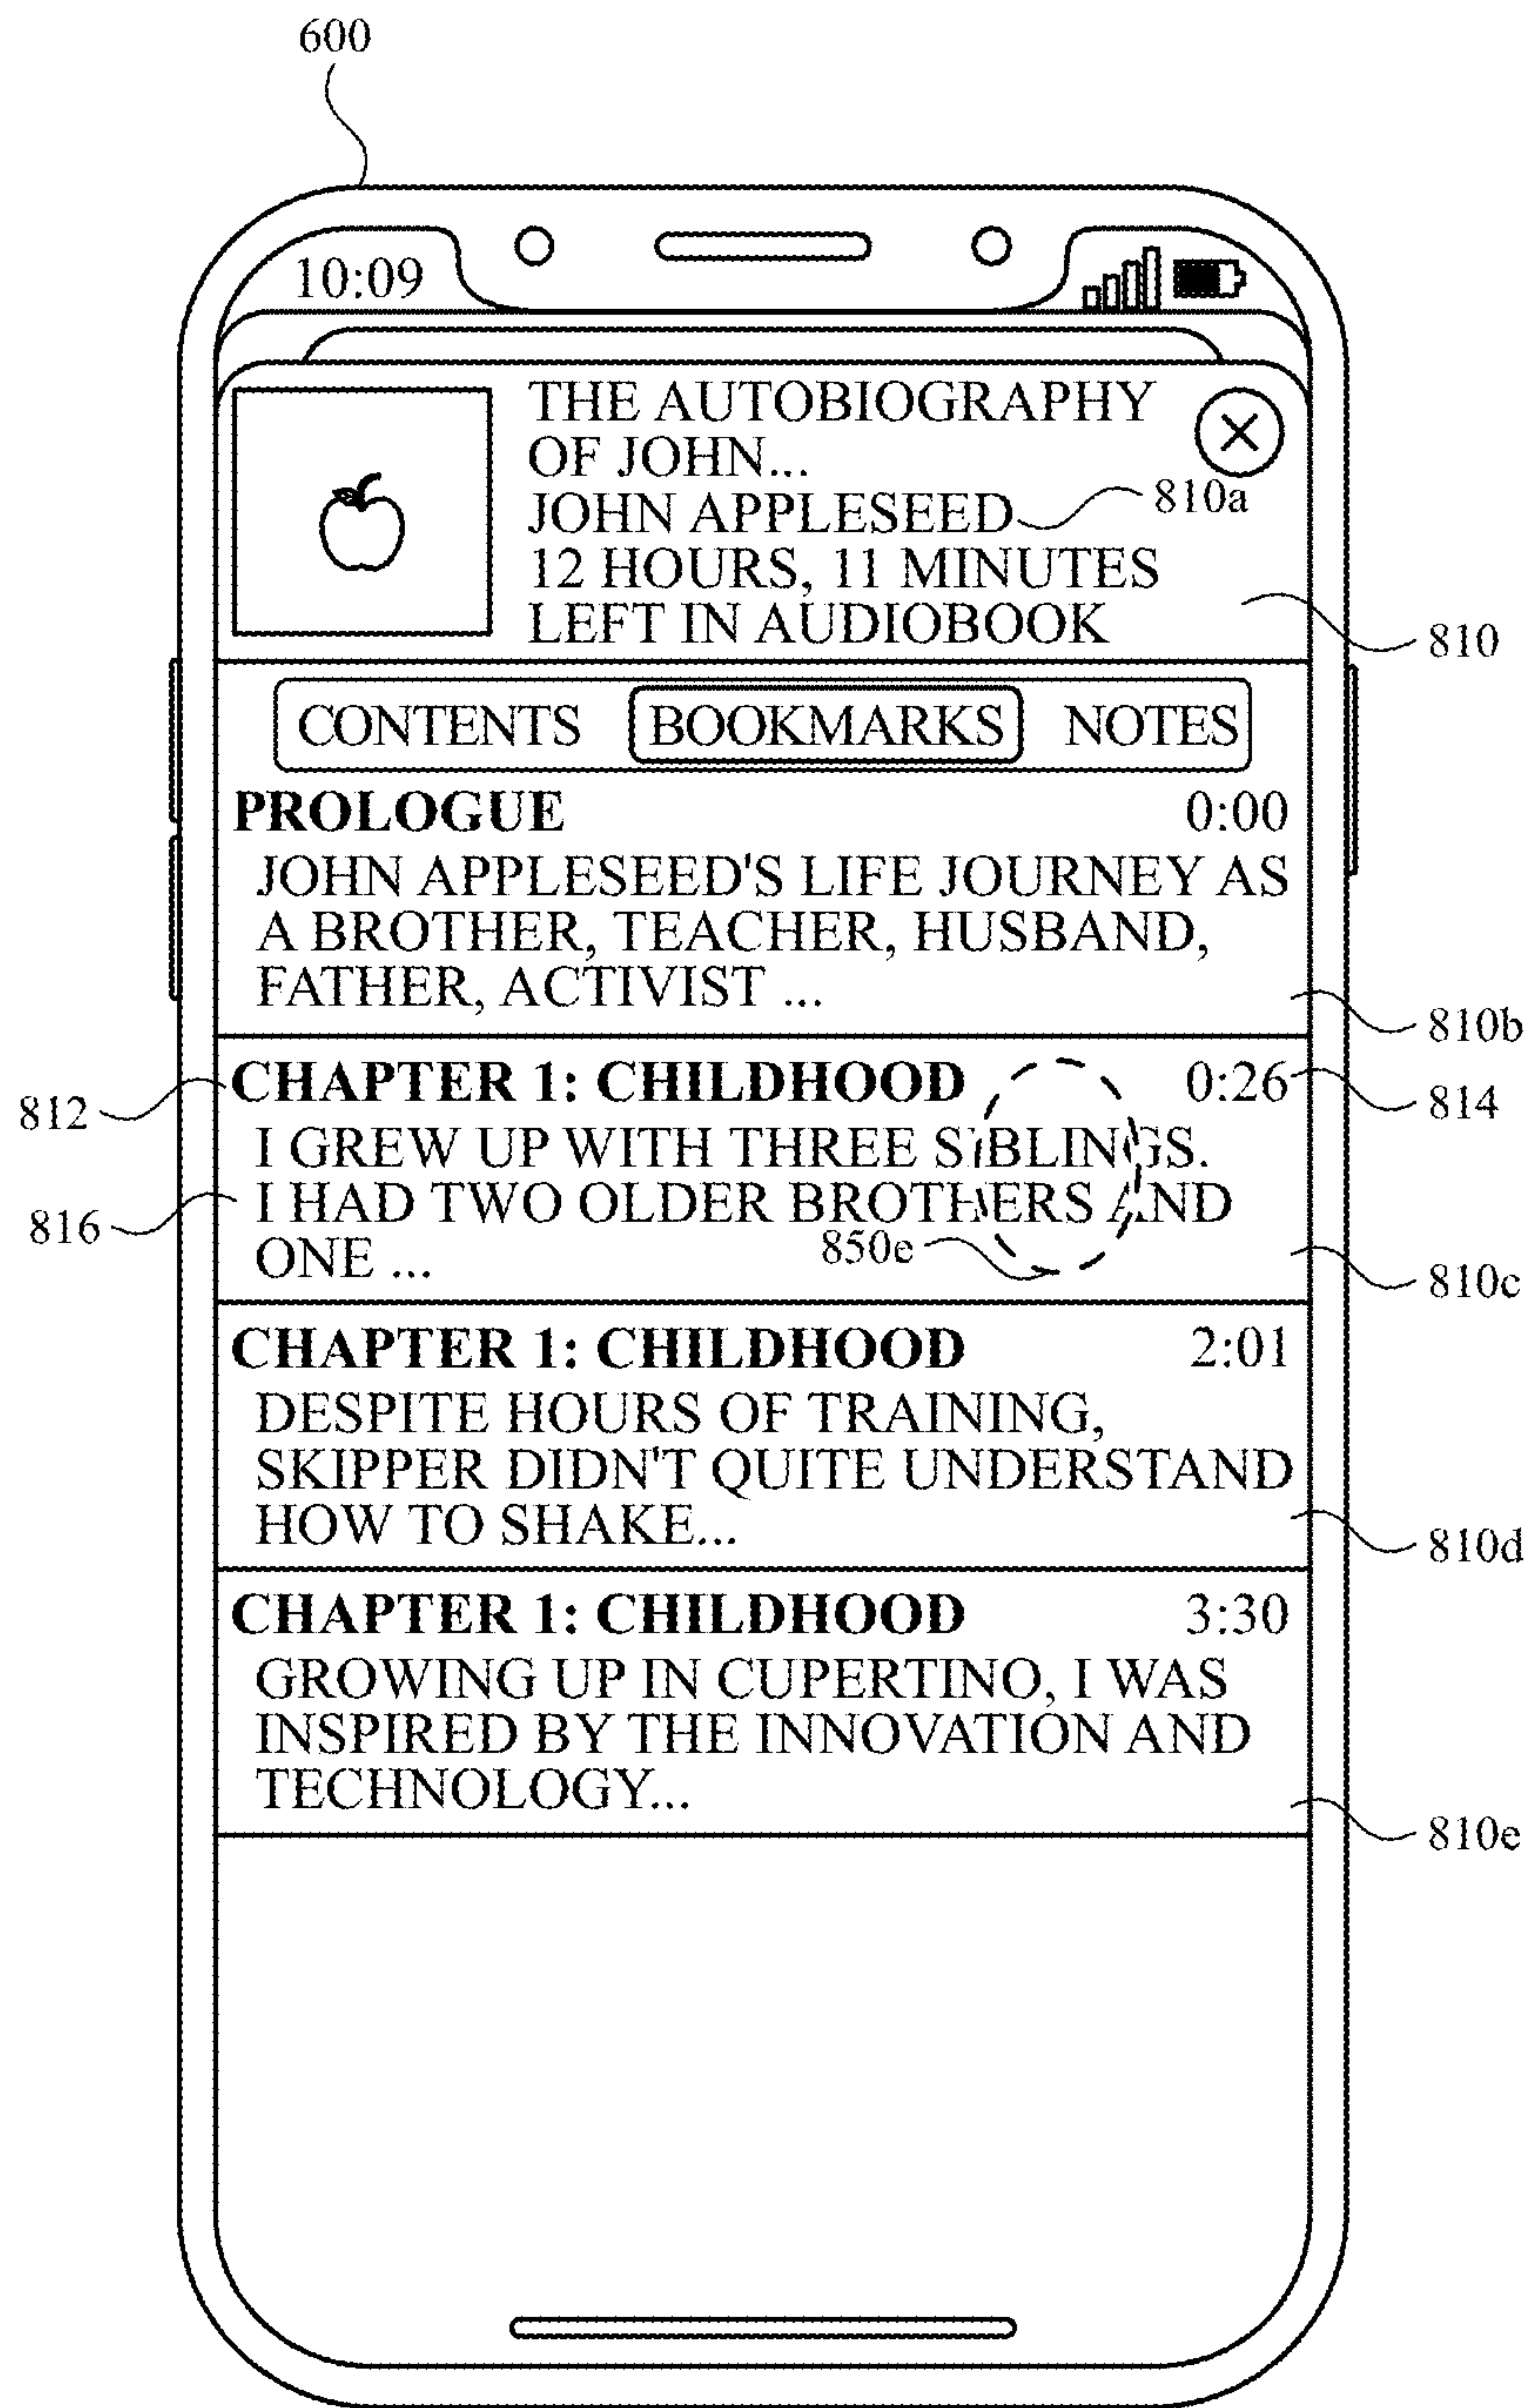 600
10:09
THE AUTOBIOGRAPHY
OF JOHN...
JOHN APPLESEED
810a
12 HOURS, 11 MINUTES
LEFT IN AUDIOBOOK
810
CONTENTS BOOKMARKS NOTES
PROLOGUE 0:00
JOHN APPLESEED'S LIFE JOURNEY AS
A BROTHER, TEACHER, HUSBAND,
FATHER, ACTIVIST ...
810b
812 CHAPTER 1: CHILDHOOD 0:26 814
I GREW UP WITH THREE SIBLINGS.
816 I HAD TWO OLDER BROTHERS AND
ONE ... 850e
810c
CHAPTER 1: CHILDHOOD 2:01
DESPITE HOURS OF TRAINING,
SKIPPER DIDN'T QUITE UNDERSTAND
HOW TO SHAKE...
810d
CHAPTER 1: CHILDHOOD 3:30
GROWING UP IN CUPERTINO, I WAS
INSPIRED BY THE INNOVATION AND
TECHNOLOGY...
810e